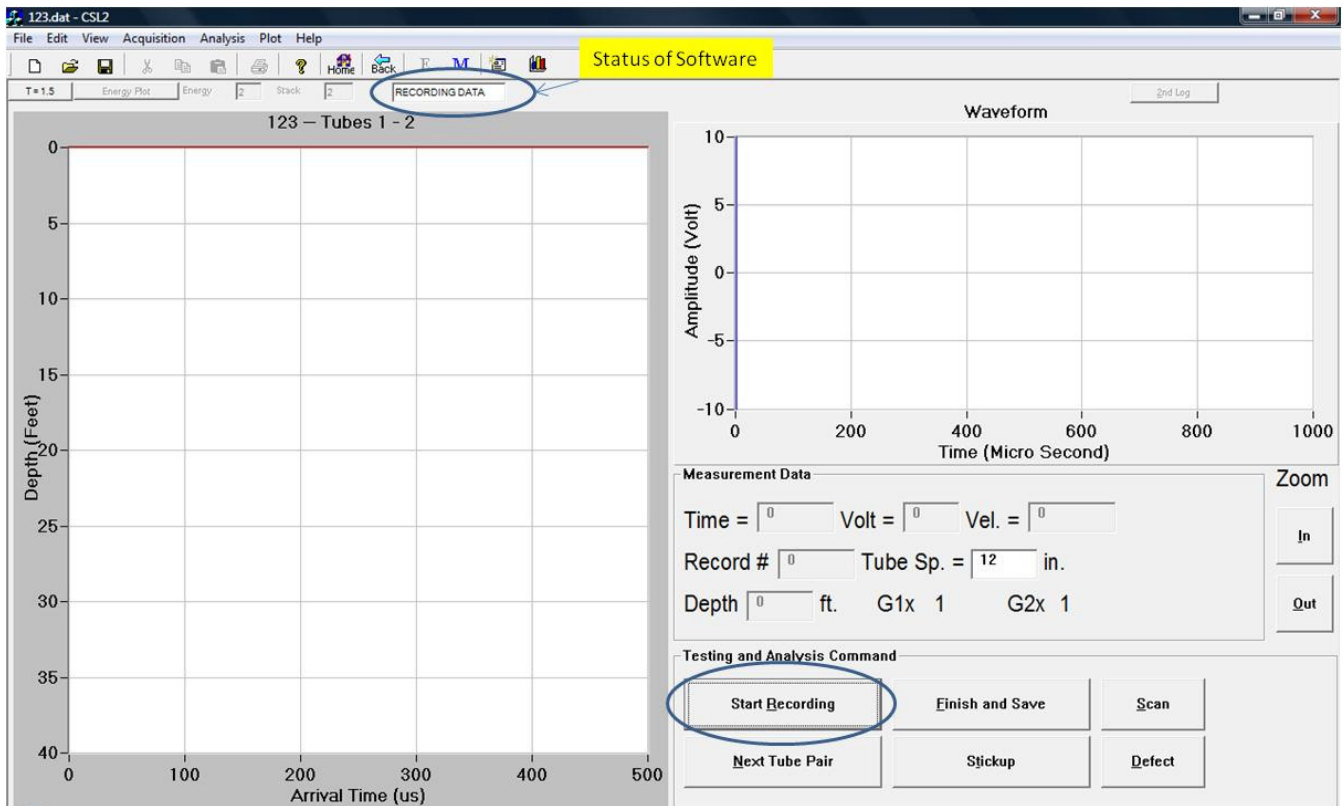 123.dat - CSL2
File Edit View Acquisition Analysis Plot Help
Home Back E M
Status of Software
T = 1.5 Energy Plot Energy 2 Stack 2 RECORDING DATA
2nd Log
123 – Tubes 1 - 2
0
5
10
15
20
25
30
35
40
Depth (Feet)
0 100 200 300 400 500
Arrival Time (us)
Waveform
10
5
0
-5
-10
Amplitude (Volt)
0 200 400 600 800 1000
Time (Micro Second)
Measurement Data
Time = 0 Volt = 0 Vel. = 0
Record # 0 Tube Sp. = 12 in.
Depth 0 ft. G1x 1 G2x 1
Zoom
In
Out
Testing and Analysis Command
Start Recording Finish and Save Scan
Next Tube Pair Stickup Defect